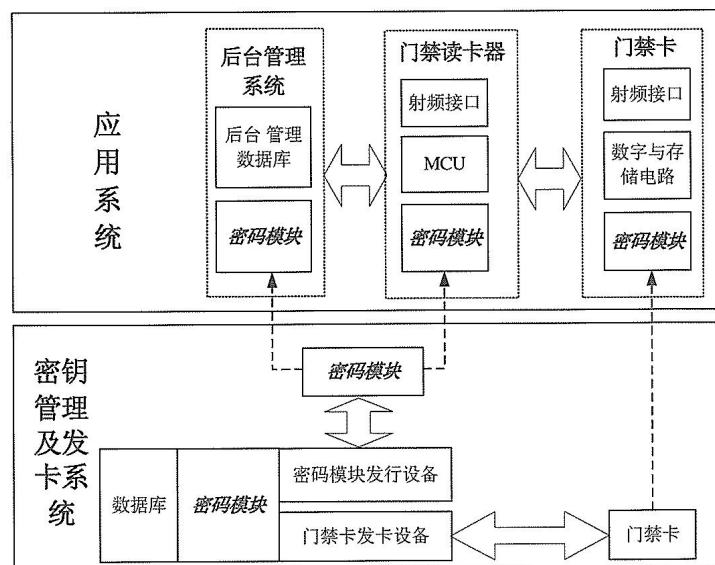 应
用
系
统
后台管理
系统
后台 管理
数据库
密码模块
门禁读卡器
射频接口
MCU
密码模块
门禁卡
射频接口
数字与存
储电路
密码模块
密钥
管理
及发
卡系
统
密码模块
数据库
密码模块
密码模块发行设备
门禁卡发卡设备
门禁卡